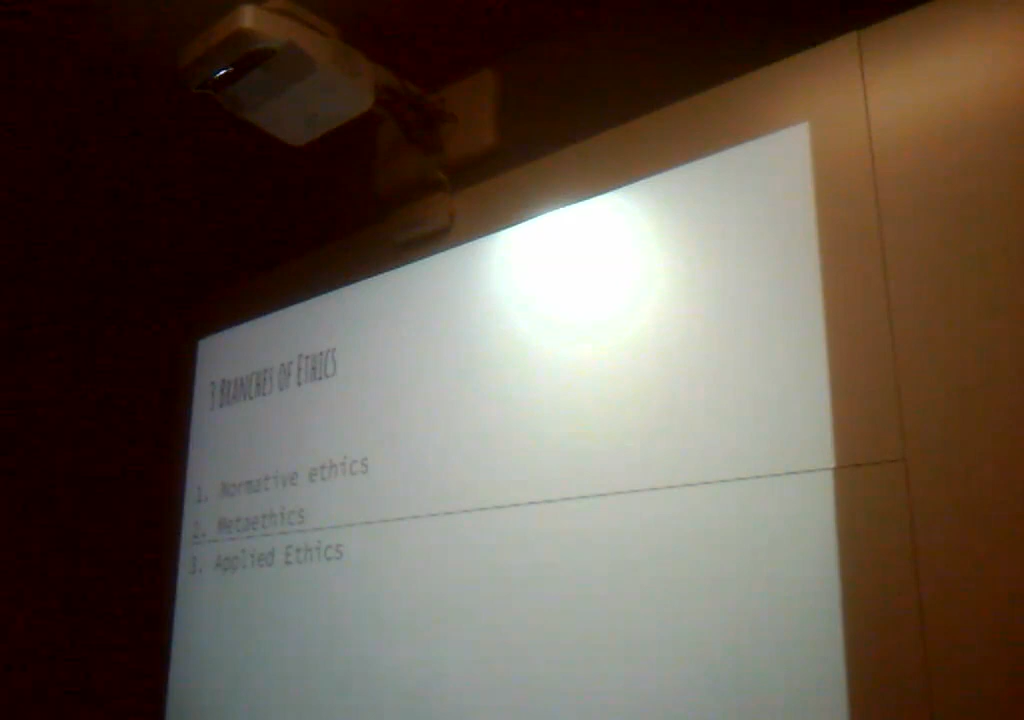 3 BRANCHES OF ETHICS
1. Normative ethics
2. Metaethics
3. Applied Ethics